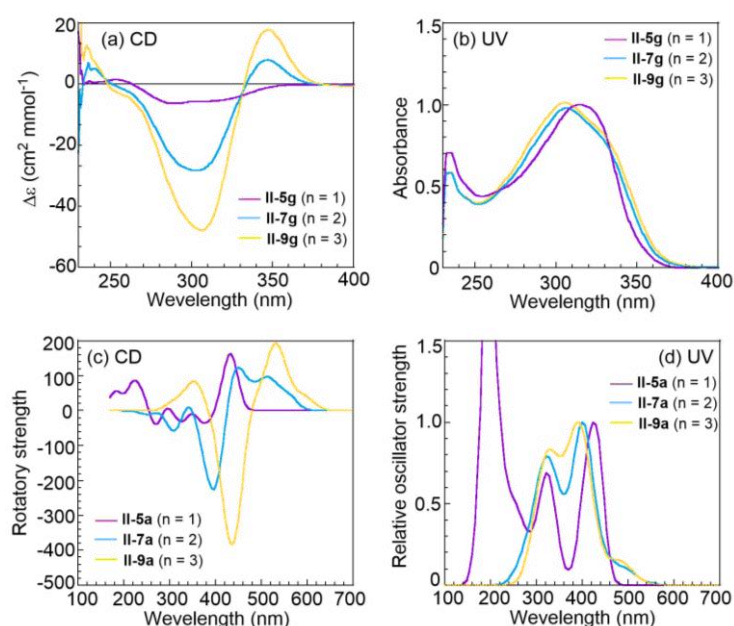 (a) CD
20
0
-20
-40
-60
Δε (cm² mmol⁻¹)
II-5g (n = 1)
II-7g (n = 2)
II-9g (n = 3)
250 300 350 400
Wavelength (nm)
(b) UV
II-5g (n = 1)
II-7g (n = 2)
II-9g (n = 3)
1.5
1.0
0.5
0
Absorbance
250 300 350 400
Wavelength (nm)
(c) CD
200
100
0
-100
-200
-300
-400
-500
Rotatory strength
II-5a (n = 1)
II-7a (n = 2)
II-9a (n = 3)
100 200 300 400 500 600 700
Wavelength (nm)
(d) UV
II-5a (n = 1)
II-7a (n = 2)
II-9a (n = 3)
1.5
1.0
0.5
0
Relative oscillator strength
100 200 300 400 500 600 700
Wavelength (nm)